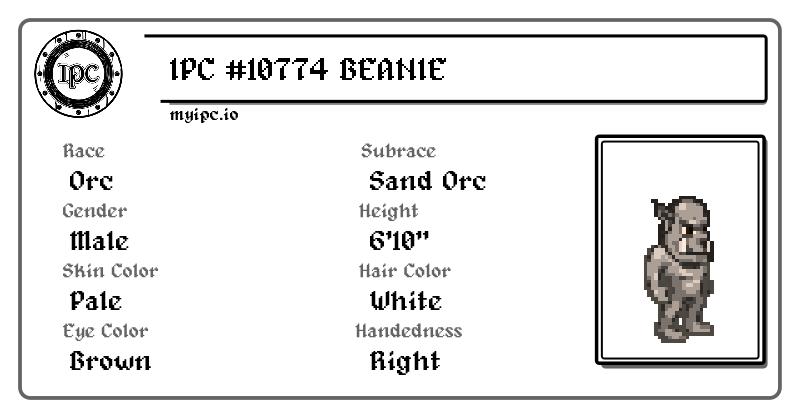 IPC
IPC #10774 BEANIE
myipc.io
Race
Orc
Subrace
Sand Orc
Gender
Male
Height
6'10"
Skin Color
Pale
Hair Color
White
Eye Color
Brown
Handedness
Right